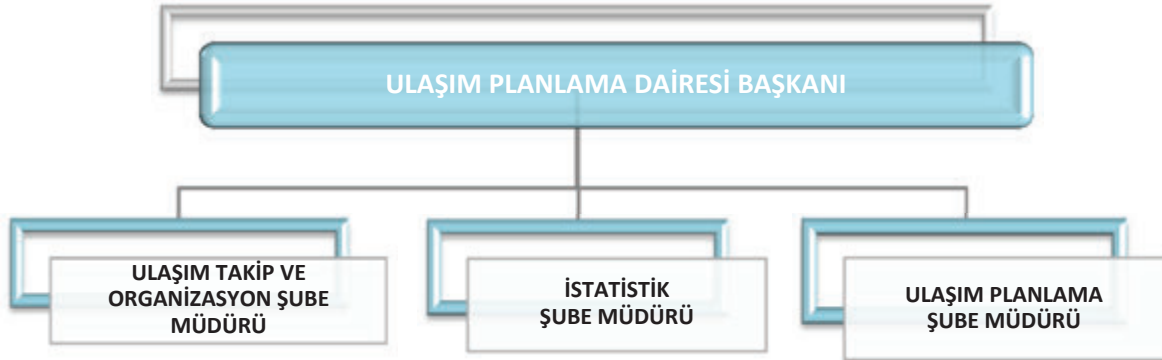 ULAŞIM PLANLAMA DAİRESİ BAŞKANI
ULAŞIM TAKİP VE
ORGANİZASYON ŞUBE
MÜDÜRÜ
İSTATİSTİK
ŞUBE MÜDÜRÜ
ULAŞIM PLANLAMA
ŞUBE MÜDÜRÜ